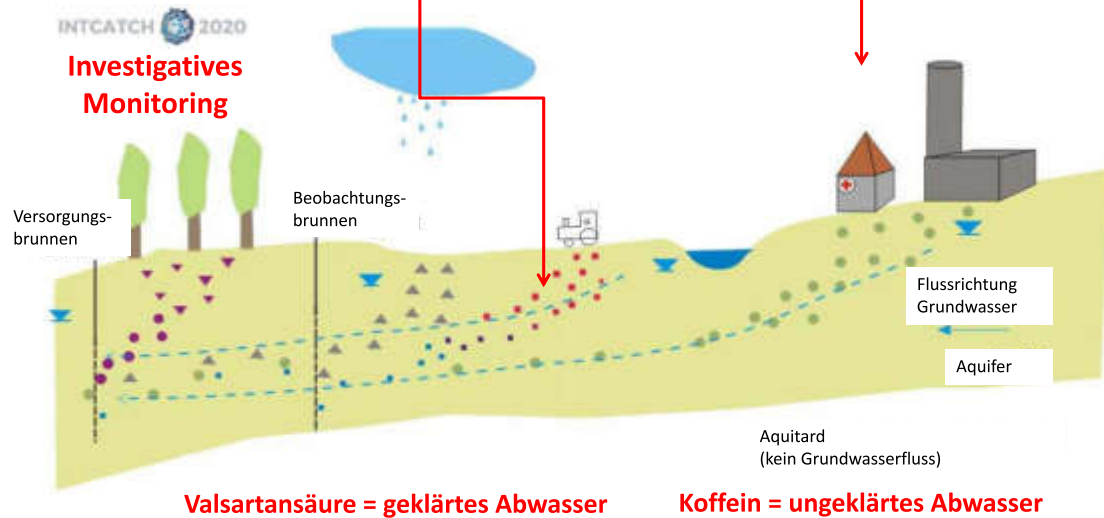 INTCATCH 2020
Investigatives
Monitoring
Versorgungs-
brunnen
Beobachtungs-
brunnen
Flussrichtung
Grundwasser
Aquifer
Aquitard
(kein Grundwasserfluss)
Valsartansäure = geklärtes Abwasser
Koffein = ungeklärtes Abwasser